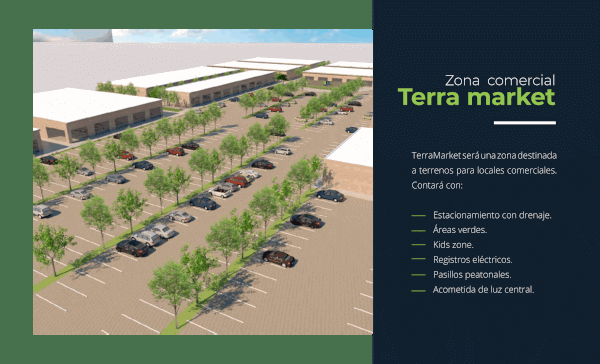 Zona comercial
Terra market
TerraMarket será una zona destinada
a terrenos para locales comerciales.
Contará con:
Estacionamiento con drenaje.
Áreas verdes.
Kids zone.
Registros eléctricos.
Pasillos peatonales.
Acometida de luz central.